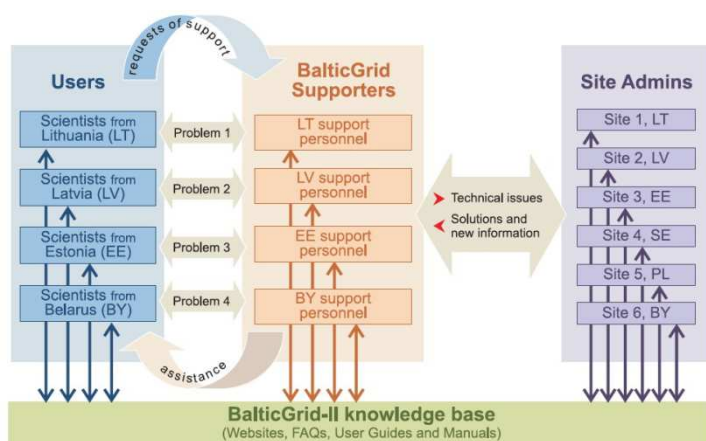 requests of support
Users
Scientists from
Lithuania (LT)
Scientists from
Latvia (LV)
Scientists from
Estonia (EE)
Scientists from
Belarus (BY)
Problem 1
Problem 2
Problem 3
Problem 4
BalticGrid
Supporters
LT support
personnel
LV support
personnel
EE support
personnel
BY support
personnel
assistance
Technical issues
Solutions and
new information
Site Admins
Site 1, LT
Site 2, LV
Site 3, EE
Site 4, SE
Site 5, PL
Site 6, BY
BalticGrid-II knowledge base
(Websites, FAQs, User Guides and Manuals)